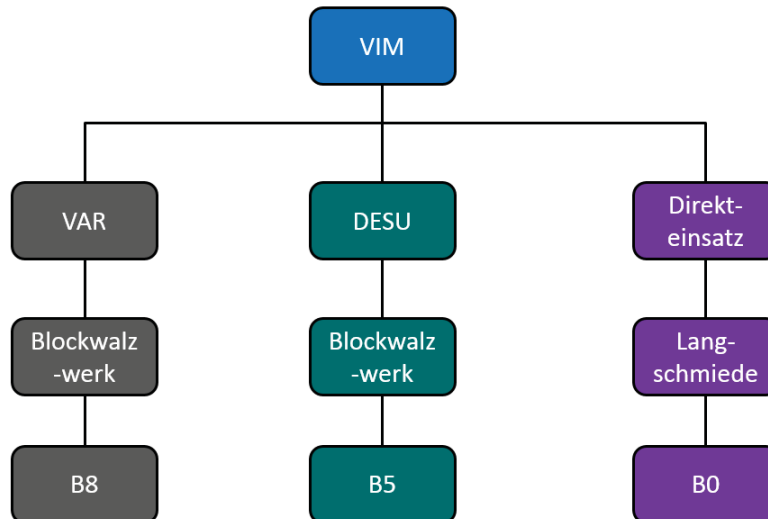 VIM
VAR
DESU
Direkt-
einsatz
Blockwalz
-werk
Blockwalz
-werk
Lang-
schmiede
B8
B5
B0